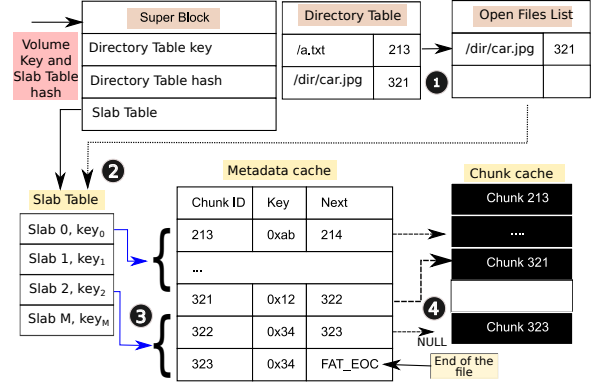 Super Block
Directory Table
Open Files List
Volume
Key and
Slab Table
hash
Directory Table key
Directory Table hash
Slab Table
/a.txt 213
/dir/car.jpg 321
/dir/car.jpg 321
1
2
Metadata cache
Chunk cache
Slab Table
Slab 0, key0
Slab 1, key1
Slab 2, key2
Slab M, keyM
3
Chunk ID Key Next
213 0xab 214
...
321 0x12 322
322 0x34 323
323 0x34 FAT_EOC
4
NULL
End of the
file
Chunk 213
....
Chunk 321
Chunk 323